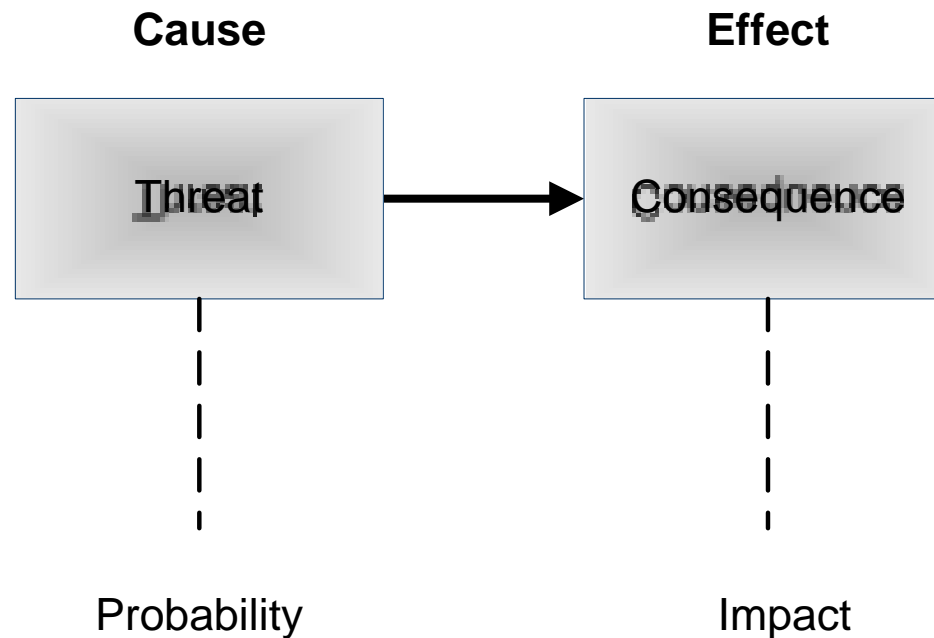 Cause
Effect
Threat
Consequence
Probability
Impact